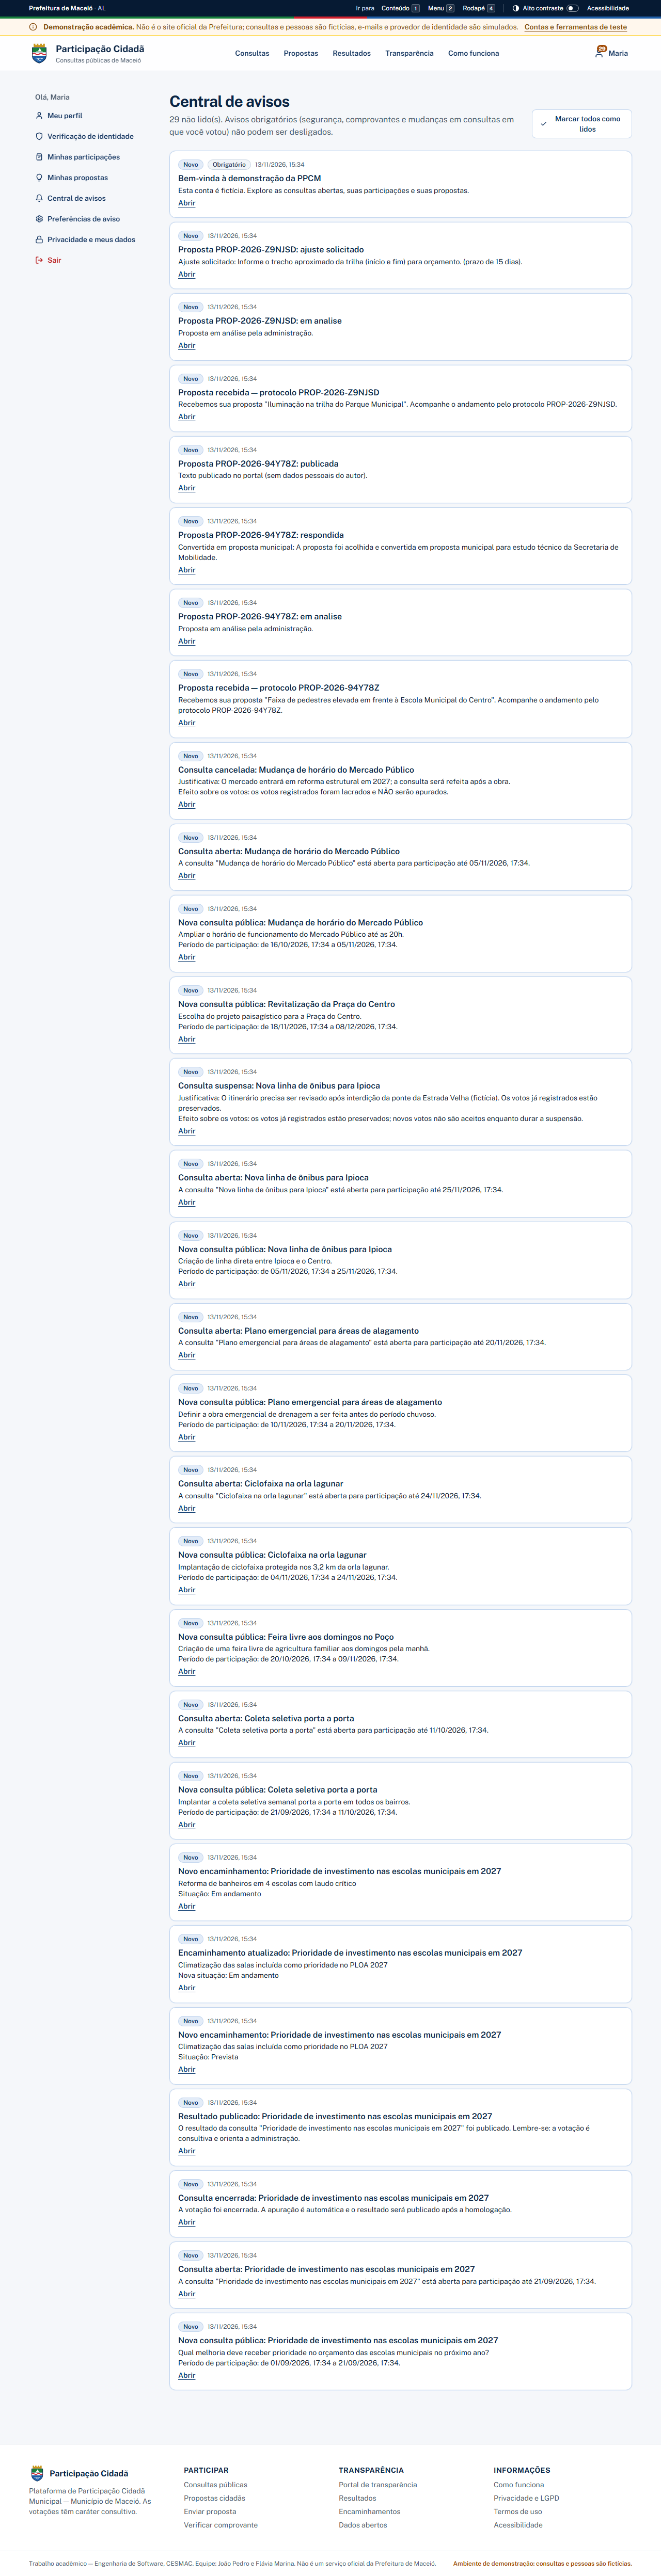 Prefeitura de Maceió · AL
Ir para Conteúdo 1 Menu 2 Rodapé 4 Alto contraste Acessibilidade
Demonstração acadêmica. Não é o site oficial da Prefeitura; consultas e pessoas são fictícias, e-mails e provedor de identidade são simulados. Contas e ferramentas de teste
Participação Cidadã
Consultas públicas de Maceió
Consultas Propostas Resultados Transparência Como funciona
29 Maria
Olá, Maria
Meu perfil
Verificação de identidade
Minhas participações
Minhas propostas
Central de avisos
Preferências de aviso
Privacidade e meus dados
Sair
Central de avisos
29 não lido(s). Avisos obrigatórios (segurança, comprovantes e mudanças em consultas em
que você votou) não podem ser desligados.
Marcar todos como
lidos
Novo Obrigatório 13/11/2026, 15:34
Bem-vinda à demonstração da PPCM
Esta conta é fictícia. Explore as consultas abertas, suas participações e suas propostas.
Abrir
Novo 13/11/2026, 15:34
Proposta PROP-2026-Z9NJSD: ajuste solicitado
Ajuste solicitado: Informe o trecho aproximado da trilha (início e fim) para orçamento. (prazo de 15 dias).
Abrir
Novo 13/11/2026, 15:34
Proposta PROP-2026-Z9NJSD: em analise
Proposta em análise pela administração.
Abrir
Novo 13/11/2026, 15:34
Proposta recebida — protocolo PROP-2026-Z9NJSD
Recebemos sua proposta "Iluminação na trilha do Parque Municipal". Acompanhe o andamento pelo protocolo PROP-2026-Z9NJSD.
Abrir
Novo 13/11/2026, 15:34
Proposta PROP-2026-94Y78Z: publicada
Texto publicado no portal (sem dados pessoais do autor).
Abrir
Novo 13/11/2026, 15:34
Proposta PROP-2026-94Y78Z: respondida
Convertida em proposta municipal: A proposta foi acolhida e convertida em proposta municipal para estudo técnico da Secretaria de
Mobilidade.
Abrir
Novo 13/11/2026, 15:34
Proposta PROP-2026-94Y78Z: em analise
Proposta em análise pela administração.
Abrir
Novo 13/11/2026, 15:34
Proposta recebida — protocolo PROP-2026-94Y78Z
Recebemos sua proposta "Faixa de pedestres elevada em frente à Escola Municipal do Centro". Acompanhe o andamento pelo
protocolo PROP-2026-94Y78Z.
Abrir
Novo 13/11/2026, 15:34
Consulta cancelada: Mudança de horário do Mercado Público
Justificativa: O mercado entrará em reforma estrutural em 2027; a consulta será refeita após a obra.
Efeito sobre os votos: os votos registrados foram lacrados e NÃO serão apurados.
Abrir
Novo 13/11/2026, 15:34
Consulta aberta: Mudança de horário do Mercado Público
A consulta "Mudança de horário do Mercado Público" está aberta para participação até 05/11/2026, 17:34.
Abrir
Novo 13/11/2026, 15:34
Nova consulta pública: Mudança de horário do Mercado Público
Ampliar o horário de funcionamento do Mercado Público até as 20h.
Período de participação: de 16/10/2026, 17:34 a 05/11/2026, 17:34.
Abrir
Novo 13/11/2026, 15:34
Nova consulta pública: Revitalização da Praça do Centro
Escolha do projeto paisagístico para a Praça do Centro.
Período de participação: de 18/11/2026, 17:34 a 08/12/2026, 17:34.
Abrir
Novo 13/11/2026, 15:34
Consulta suspensa: Nova linha de ônibus para Ipioca
Justificativa: O itinerário precisa ser revisado após interdição da ponte da Estrada Velha (fictícia). Os votos já registrados estão
preservados.
Efeito sobre os votos: os votos já registrados estão preservados; novos votos não são aceitos enquanto durar a suspensão.
Abrir
Novo 13/11/2026, 15:34
Consulta aberta: Nova linha de ônibus para Ipioca
A consulta "Nova linha de ônibus para Ipioca" está aberta para participação até 25/11/2026, 17:34.
Abrir
Novo 13/11/2026, 15:34
Nova consulta pública: Nova linha de ônibus para Ipioca
Criação de linha direta entre Ipioca e o Centro.
Período de participação: de 05/11/2026, 17:34 a 25/11/2026, 17:34.
Abrir
Novo 13/11/2026, 15:34
Consulta aberta: Plano emergencial para áreas de alagamento
A consulta "Plano emergencial para áreas de alagamento" está aberta para participação até 20/11/2026, 17:34.
Abrir
Novo 13/11/2026, 15:34
Nova consulta pública: Plano emergencial para áreas de alagamento
Definir a obra emergencial de drenagem a ser feita antes do período chuvoso.
Período de participação: de 10/11/2026, 17:34 a 20/11/2026, 17:34.
Abrir
Novo 13/11/2026, 15:34
Consulta aberta: Ciclofaixa na orla lagunar
A consulta "Ciclofaixa na orla lagunar" está aberta para participação até 24/11/2026, 17:34.
Abrir
Novo 13/11/2026, 15:34
Nova consulta pública: Ciclofaixa na orla lagunar
Implantação de ciclofaixa protegida nos 3,2 km da orla lagunar.
Período de participação: de 04/11/2026, 17:34 a 24/11/2026, 17:34.
Abrir
Novo 13/11/2026, 15:34
Nova consulta pública: Feira livre aos domingos no Poço
Criação de uma feira livre de agricultura familiar aos domingos pela manhã.
Período de participação: de 20/10/2026, 17:34 a 09/11/2026, 17:34.
Abrir
Novo 13/11/2026, 15:34
Consulta aberta: Coleta seletiva porta a porta
A consulta "Coleta seletiva porta a porta" está aberta para participação até 11/10/2026, 17:34.
Abrir
Novo 13/11/2026, 15:34
Nova consulta pública: Coleta seletiva porta a porta
Implantar a coleta seletiva semanal porta a porta em todos os bairros.
Período de participação: de 21/09/2026, 17:34 a 11/10/2026, 17:34.
Abrir
Novo 13/11/2026, 15:34
Novo encaminhamento: Prioridade de investimento nas escolas municipais em 2027
Reforma de banheiros em 4 escolas com laudo crítico
Situação: Em andamento
Abrir
Novo 13/11/2026, 15:34
Encaminhamento atualizado: Prioridade de investimento nas escolas municipais em 2027
Climatização das salas incluída como prioridade no PLOA 2027
Nova situação: Em andamento
Abrir
Novo 13/11/2026, 15:34
Novo encaminhamento: Prioridade de investimento nas escolas municipais em 2027
Climatização das salas incluída como prioridade no PLOA 2027
Situação: Prevista
Abrir
Novo 13/11/2026, 15:34
Resultado publicado: Prioridade de investimento nas escolas municipais em 2027
O resultado da consulta "Prioridade de investimento nas escolas municipais em 2027" foi publicado. Lembre-se: a votação é
consultiva e orienta a administração.
Abrir
Novo 13/11/2026, 15:34
Consulta encerrada: Prioridade de investimento nas escolas municipais em 2027
A votação foi encerrada. A apuração é automática e o resultado será publicado após a homologação.
Abrir
Novo 13/11/2026, 15:34
Consulta aberta: Prioridade de investimento nas escolas municipais em 2027
A consulta "Prioridade de investimento nas escolas municipais em 2027" está aberta para participação até 21/09/2026, 17:34.
Abrir
Novo 13/11/2026, 15:34
Nova consulta pública: Prioridade de investimento nas escolas municipais em 2027
Qual melhoria deve receber prioridade no orçamento das escolas municipais no próximo ano?
Período de participação: de 01/09/2026, 17:34 a 21/09/2026, 17:34.
Abrir
Participação Cidadã
Plataforma de Participação Cidadã
Municipal — Município de Maceió. As
votações têm caráter consultivo.
PARTICIPAR
Consultas públicas
Propostas cidadãs
Enviar proposta
Verificar comprovante
TRANSPARÊNCIA
Portal de transparência
Resultados
Encaminhamentos
Dados abertos
INFORMAÇÕES
Como funciona
Privacidade e LGPD
Termos de uso
Acessibilidade
Trabalho acadêmico — Engenharia de Software, CESMAC. Equipe: João Pedro e Flávia Marina. Não é um serviço oficial da Prefeitura de Maceió.
Ambiente de demonstração: consultas e pessoas são fictícias.